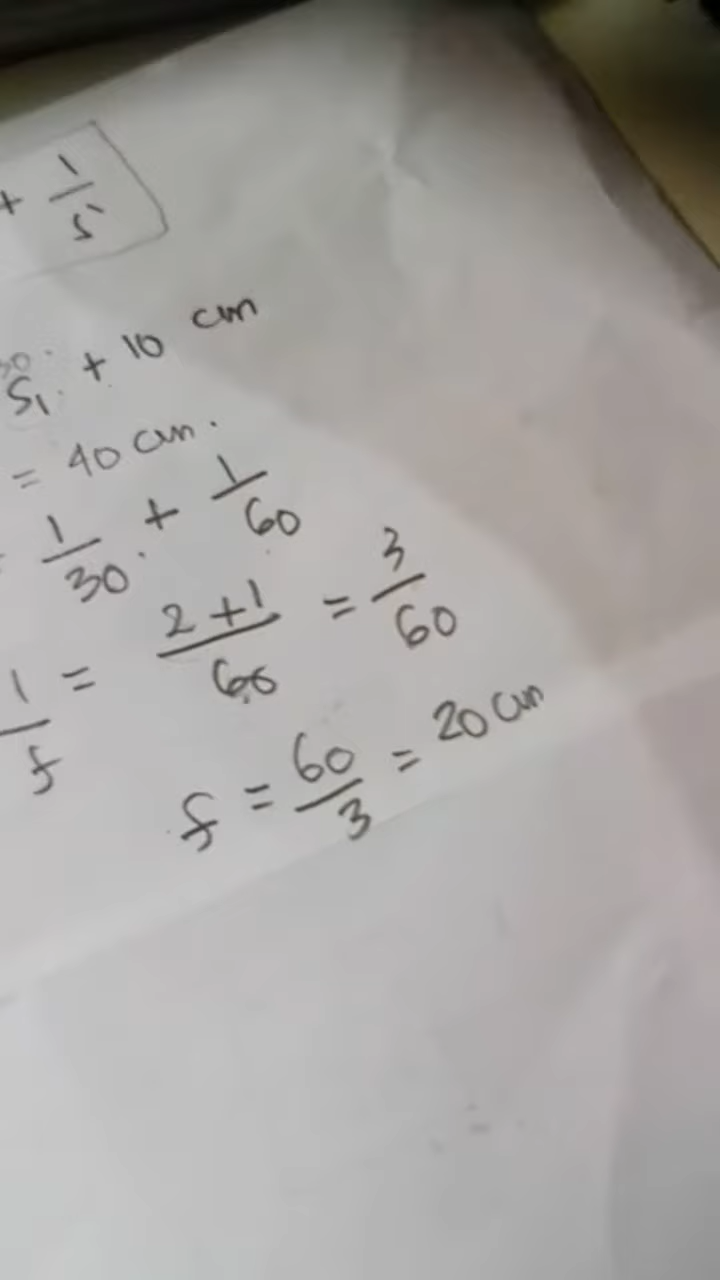 + 1/s'
30
S₁ + 10 cm
= 40 cm.
= 1/30 + 1/60
1/f = 2+1/60 = 3/60
f = 60/3 = 20 cm